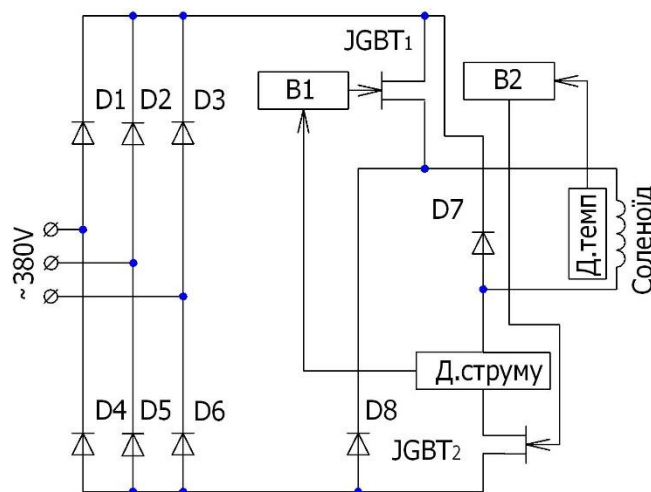 JGBT1
D1 D2 D3
B1
B2
D7
Д.темп
Соленоїд
~380V
Д.струму
D4 D5 D6
D8
JGBT2